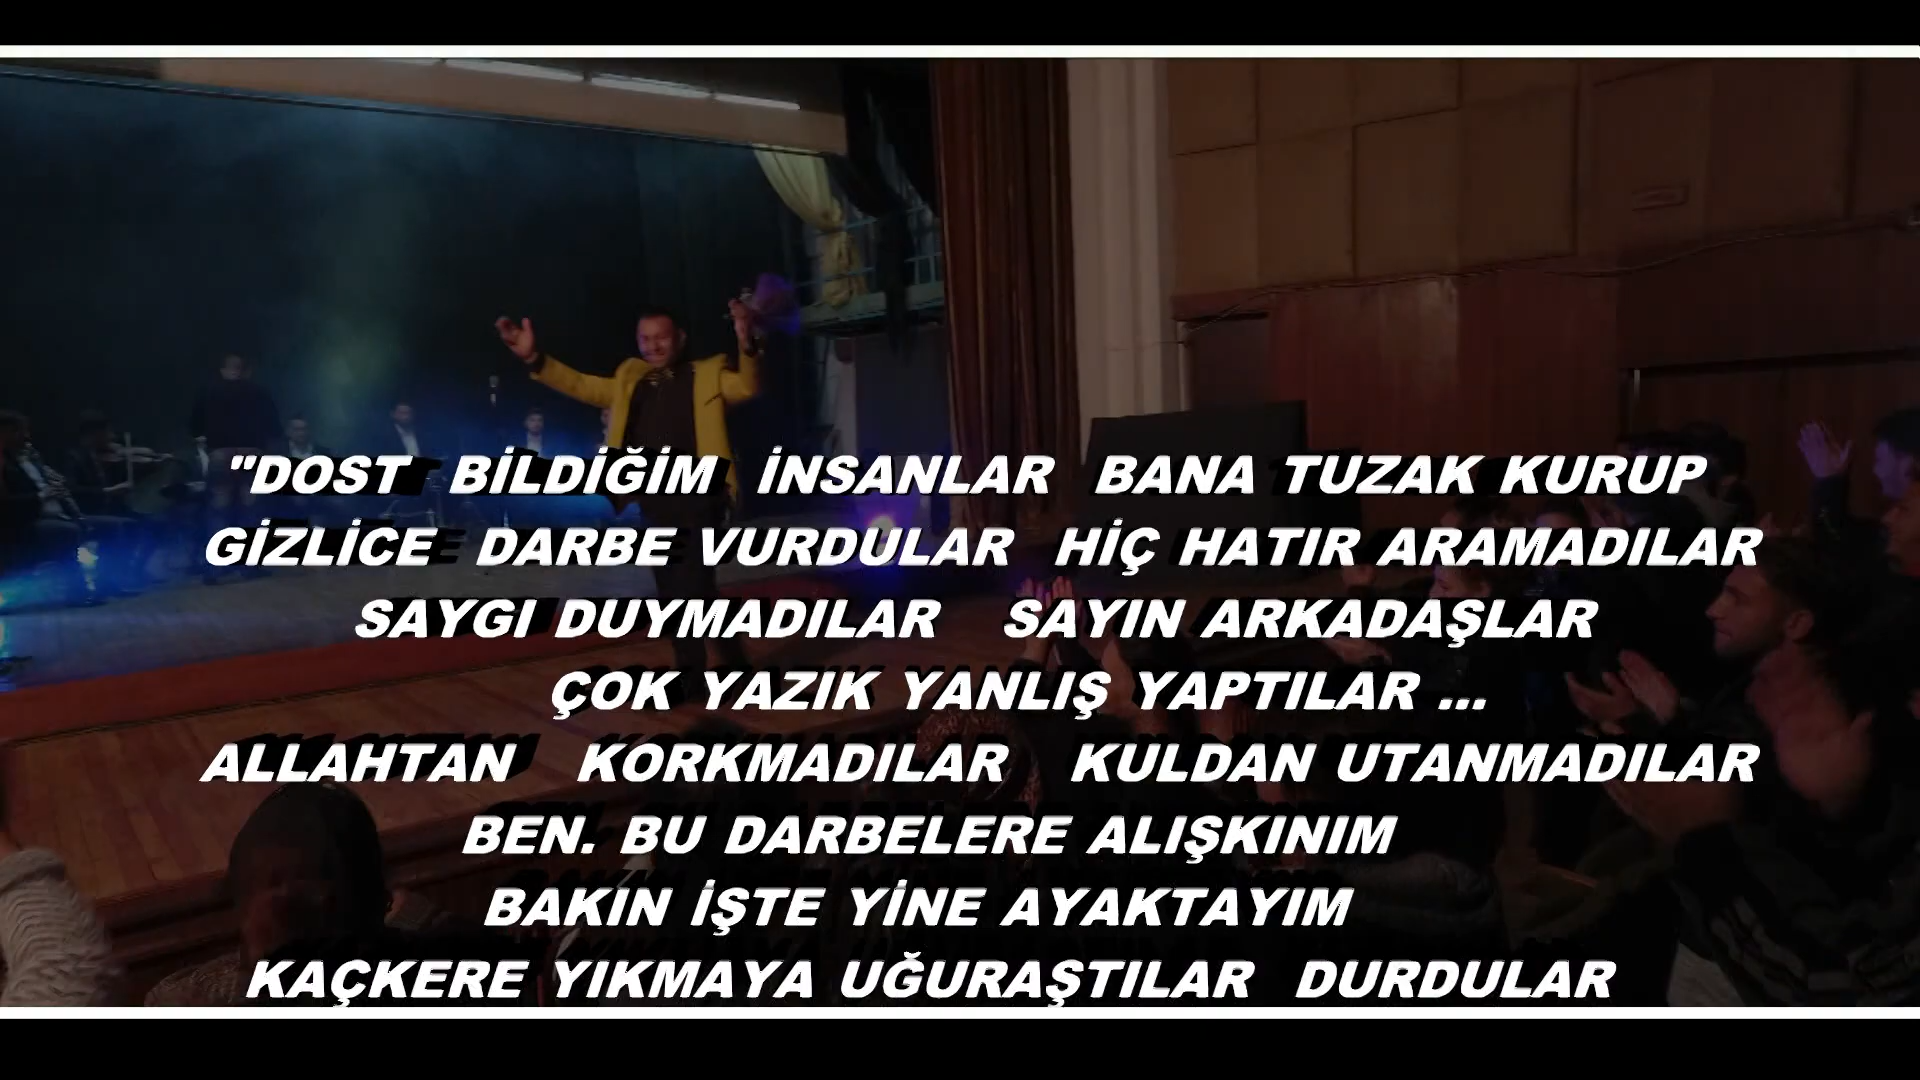 "DOST BİLDİĞİM İNSANLAR BANA TUZAK KURUP
GİZLİCE DARBE VURDULAR HİÇ HATIR ARAMADILAR
SAYGI DUYMADILAR SAYIN ARKADAŞLAR
ÇOK YAZIK YANLIŞ YAPTILAR ...
ALLAHTAN KORKMADILAR KULDAN UTANMADILAR
BEN. BU DARBELERE ALIŞKINIM
BAKIN İŞTE YİNE AYAKTAYIM
KAÇKERE YIKMAYA UĞURAŞTILAR DURDULAR